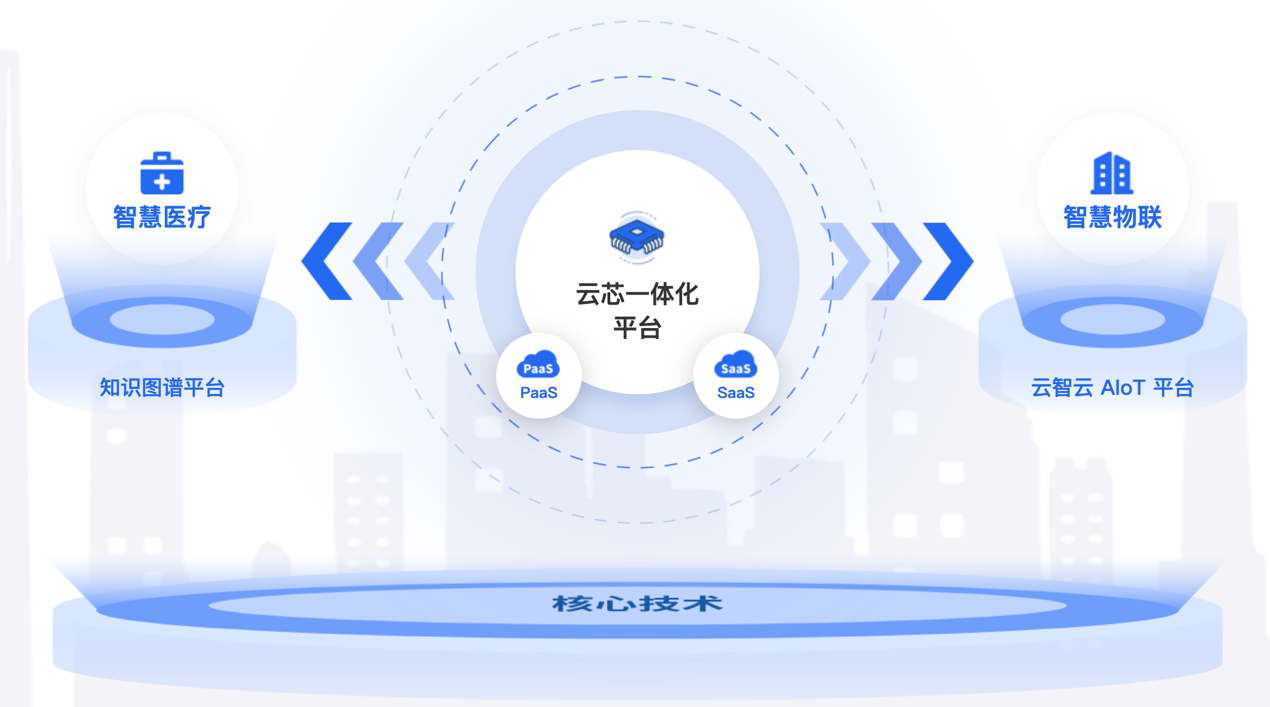 智慧医疗
知识图谱平台
云芯一体化
平台
PaaS
PaaS
SaaS
SaaS
智慧物联
云智云 AIoT 平台
核心技术